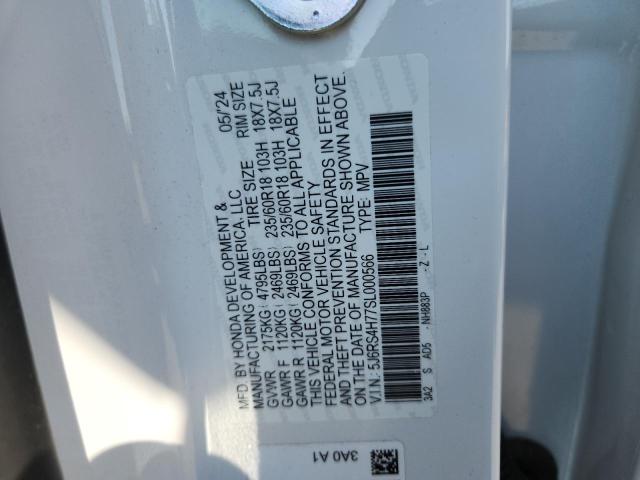 MFD. BY HONDA DEVELOPMENT & 05/'24
MANUFACTURING OF AMERICA, LLC
GVWR 2175KG( 4795LBS) TIRE SIZE RIM SIZE
GAWR F 1120KG( 2469LBS) 235/60R18 103H 18X7.5J
GAWR R 1120KG( 2469LBS) 235/60R18 103H 18X7.5J
THIS VEHICLE CONFORMS TO ALL APPLICABLE
FEDERAL MOTOR VEHICLE SAFETY
AND THEFT PREVENTION STANDARDS IN EFFECT
ON THE DATE OF MANUFACTURE SHOWN ABOVE.
V.I.N.: 5J6RS4H77SL000566 TYPE: MPV
3A2 S AD5 -NH883P -Z - L
3A0 A1